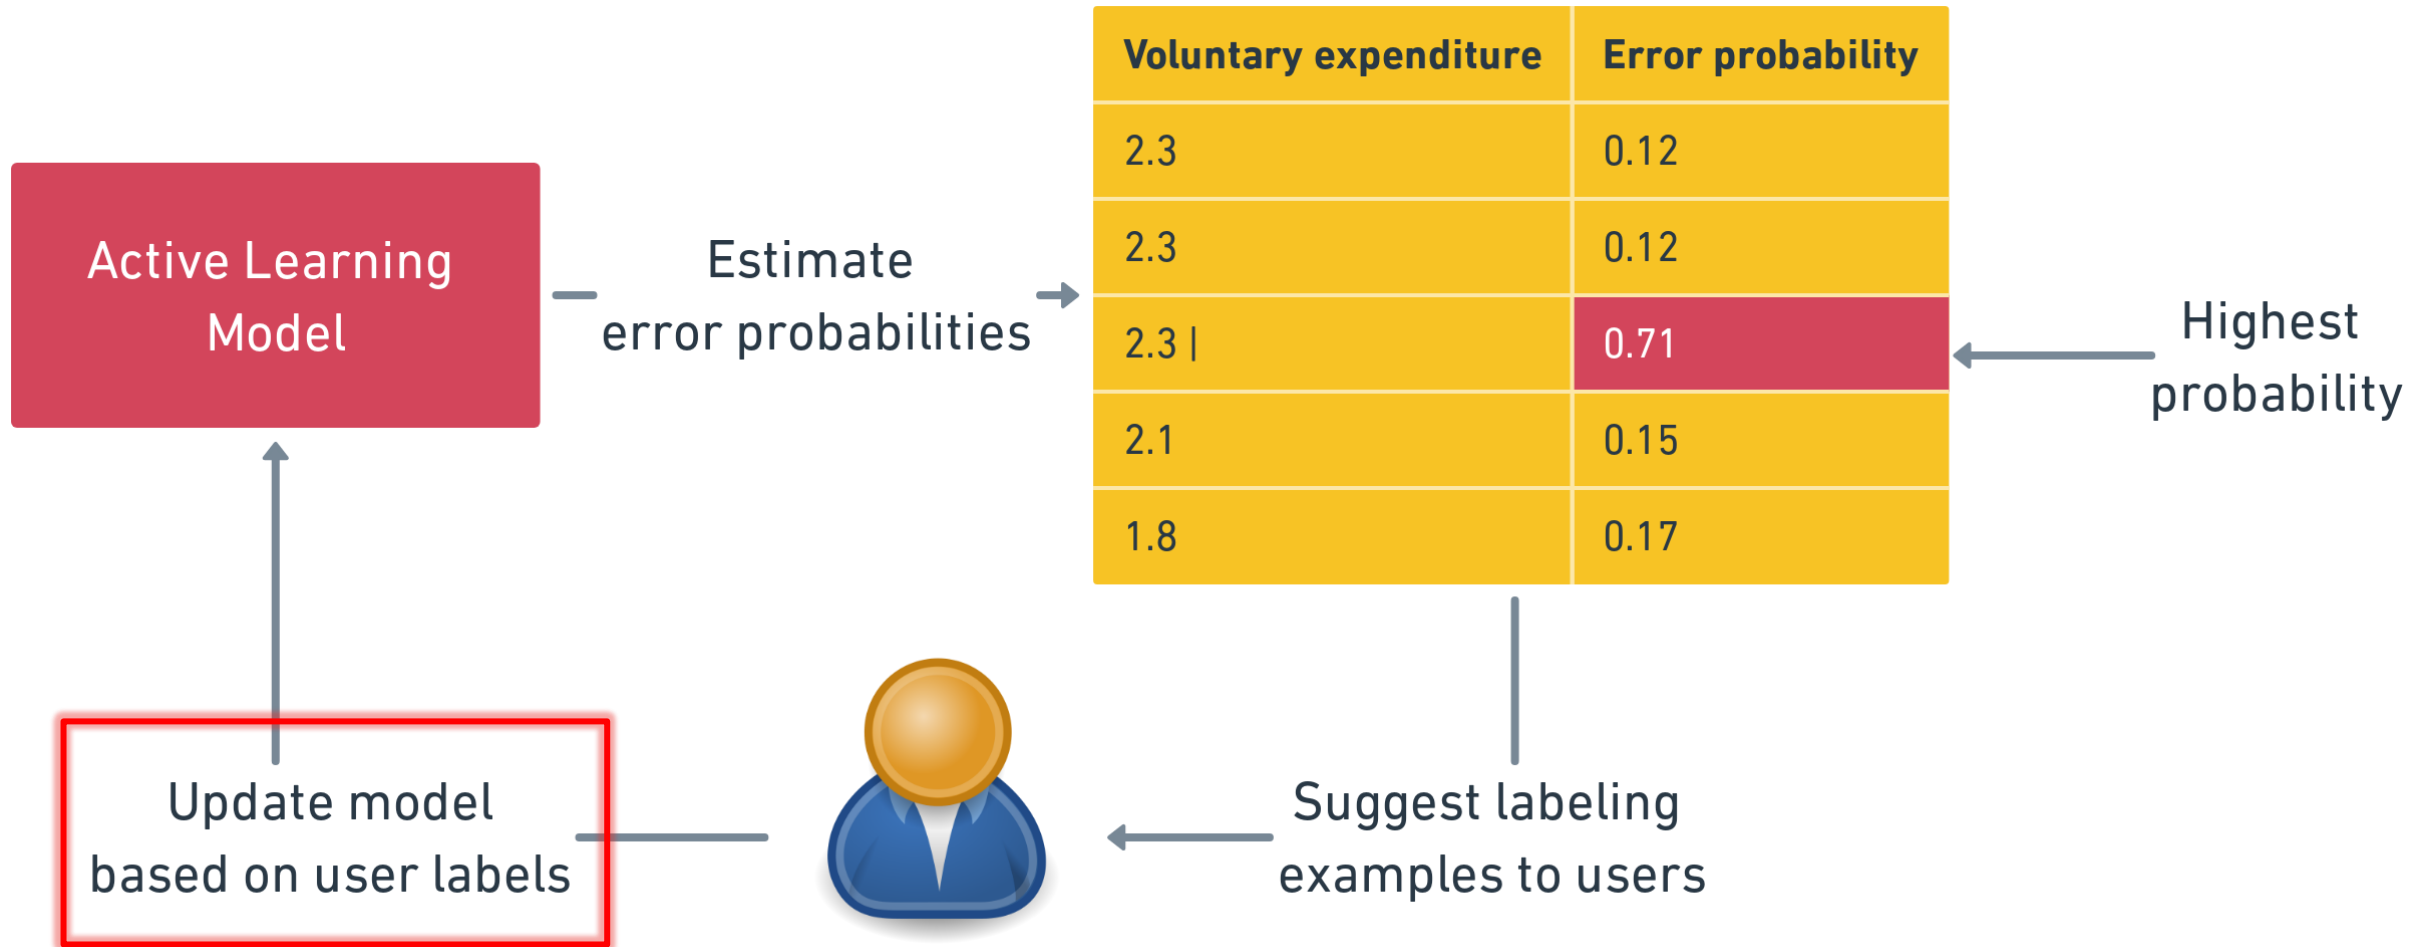 Voluntary expenditure Error probability
2.3 0.12
2.3 0.12
2.3 | 0.71
2.1 0.15
1.8 0.17
Active Learning
Model
Estimate
error probabilities
Highest
probability
Suggest labeling
examples to users
Update model
based on user labels